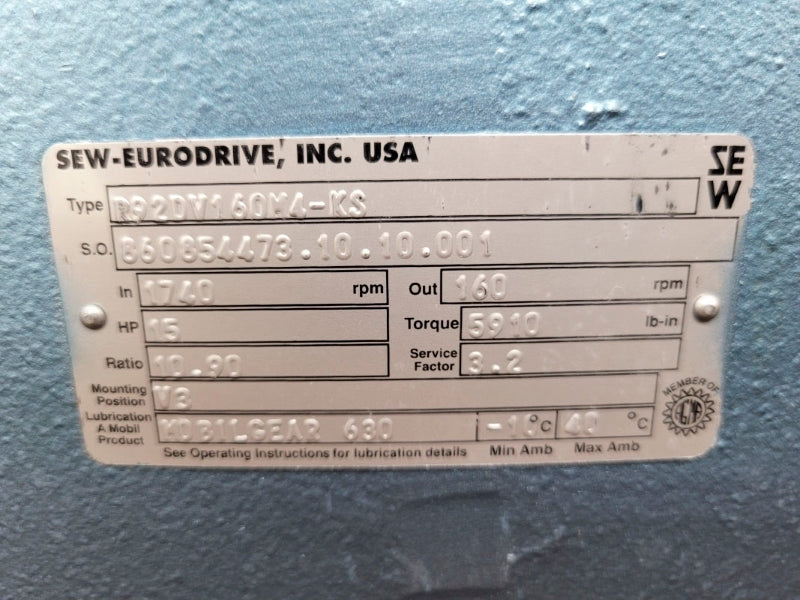 SEW-EURODRIVE, INC. USA
SEW
Type R92DV160M4-KS
S.O. 860854473.10.10.001
In 1740 rpm Out 160 rpm
HP 15 Torque 5910 lb-in
Ratio 10.90 Service Factor 3.2
Mounting Position V3
Lubrication A Mobil Product MOBILGEAR 630 -10°C 40 °C
See Operating Instructions for lubrication details Min Amb Max Amb
MEMBER OF